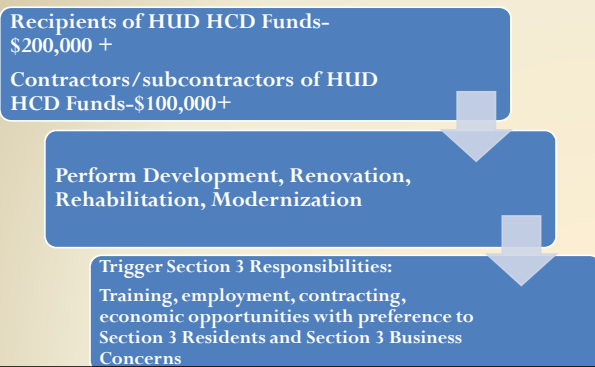 Recipients of HUD HCD Funds-
$200,000 +
Contractors/subcontractors of HUD
HCD Funds-$100,000+
Perform Development, Renovation,
Rehabilitation, Modernization
Trigger Section 3 Responsibilities:
Training, employment, contracting,
economic opportunities with preference to
Section 3 Residents and Section 3 Business
Concerns